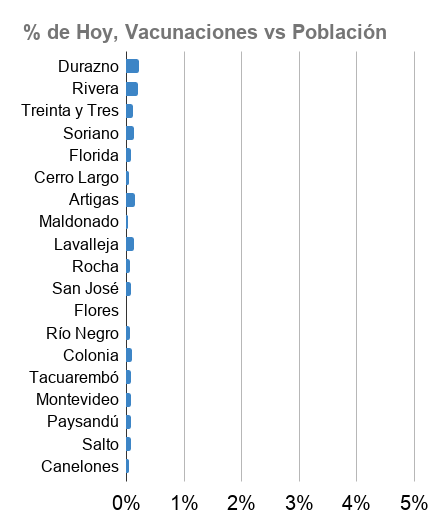 % de Hoy, Vacunaciones vs Población
Durazno
Rivera
Treinta y Tres
Soriano
Florida
Cerro Largo
Artigas
Maldonado
Lavalleja
Rocha
San José
Flores
Río Negro
Colonia
Tacuarembó
Montevideo
Paysandú
Salto
Canelones
0% 1% 2% 3% 4% 5%